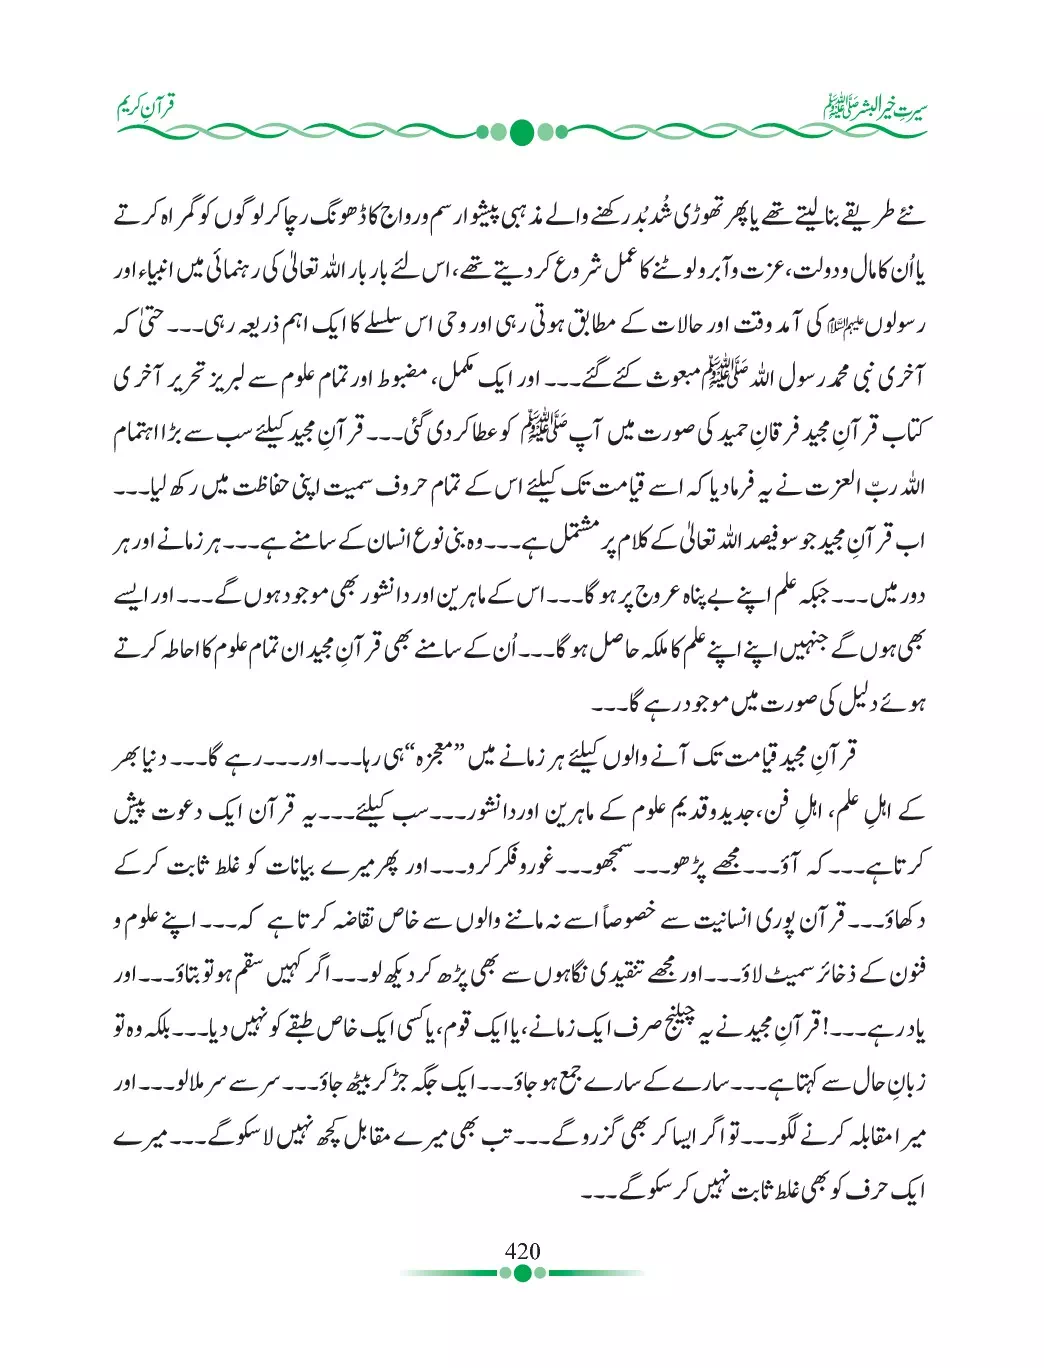 سیرتِ خیر البشر ﷺ
قرآنِ کریم
نئے طریقے بنا لیتے تھے یا پھر تھوڑی شُد بُد رکھنے والے مذہبی پیشوا رسم و رواج کا ڈھونگ رچا کر لوگوں کو گمراہ کرتے
یا اُن کا مال و دولت، عزت و آبرو لوٹنے کا عمل شروع کر دیتے تھے، اس لئے بار بار اللہ تعالیٰ کی رہنمائی میں انبیاء اور
رسولوں علیہم السلام کی آمد وقت اور حالات کے مطابق ہوتی رہی اور وحی اس سلسلے کا ایک اہم ذریعہ رہی۔۔۔ حتیٰ کہ
آخری نبی محمد رسول اللہ ﷺ مبعوث کئے گئے۔۔۔ اور ایک مکمل، مضبوط اور تمام علوم سے لبریز تحریر آخری
کتاب قرآنِ مجید فرقانِ حمید کی صورت میں آپ ﷺ کو عطا کر دی گئی۔۔۔ قرآنِ مجید کیلئے سب سے بڑا اہتمام
اللہ ربّ العزت نے یہ فرما دیا کہ اسے قیامت تک کیلئے اس کے تمام حروف سمیت اپنی حفاظت میں رکھ لیا۔۔۔
اب قرآنِ مجید جو سو فیصد اللہ تعالیٰ کے کلام پر مشتمل ہے۔۔۔ وہ بنی نوع انسان کے سامنے ہے۔۔۔ ہر زمانے اور ہر
دور میں۔۔۔ جبکہ علم اپنے بے پناہ عروج پر ہو گا۔۔۔ اس کے ماہرین اور دانشور بھی موجود ہوں گے۔۔۔ اور ایسے
بھی ہوں گے جنہیں اپنے اپنے علم کا ملکہ حاصل ہو گا۔۔۔ اُن کے سامنے بھی قرآنِ مجید ان تمام علوم کا احاطہ کرتے
ہوئے دلیل کی صورت میں موجود رہے گا۔۔۔
قرآنِ مجید قیامت تک آنے والوں کیلئے ہر زمانے میں ”معجزہ“ ہی رہا۔۔۔ اور۔۔۔ رہے گا۔۔۔ دنیا بھر
کے اہلِ علم، اہلِ فن، جدید و قدیم علوم کے ماہرین اور دانشور۔۔۔ سب کیلئے۔۔۔ یہ قرآن ایک دعوت پیش
کرتا ہے۔۔۔ کہ آؤ۔۔۔ مجھے پڑھو۔۔۔ سمجھو۔۔۔ غور و فکر کرو۔۔۔ اور پھر میرے بیانات کو غلط ثابت کر کے
دکھاؤ۔۔۔ قرآن پوری انسانیت سے خصوصاً اسے نہ ماننے والوں سے خاص تقاضہ کرتا ہے کہ۔۔۔ اپنے علوم و
فنون کے ذخائر سمیٹ لاؤ۔۔۔ اور مجھے تنقیدی نگاہوں سے بھی پڑھ کر دیکھ لو۔۔۔ اگر کہیں سقم ہو تو بتاؤ۔۔۔ اور
یاد رہے۔۔۔! قرآنِ مجید نے یہ چیلنج صرف ایک زمانے، یا ایک قوم، یا کسی ایک خاص طبقے کو نہیں دیا۔۔۔ بلکہ وہ تو
زبانِ حال سے کہتا ہے۔۔۔ سارے کے سارے جمع ہو جاؤ۔۔۔ ایک جگہ جڑ کر بیٹھ جاؤ۔۔۔ سر سے سر ملا لو۔۔۔ اور
میرا مقابلہ کرنے لگو۔۔۔ تو اگر ایسا کر بھی گزرو گے۔۔۔ تب بھی میرے مقابل کچھ نہیں لا سکو گے۔۔۔ میرے
ایک حرف کو بھی غلط ثابت نہیں کر سکو گے۔۔۔
420